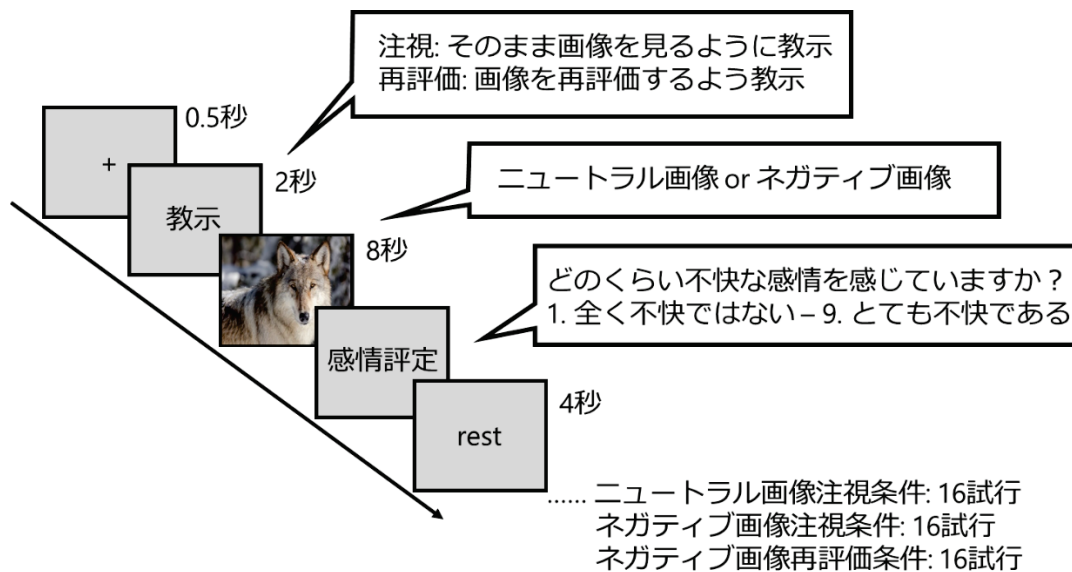 注視: そのまま画像を見るように教示
再評価: 画像を再評価するよう教示
+
0.5秒
教示
2秒
ニュートラル画像 or ネガティブ画像
8秒
どのくらい不快な感情を感じていますか？
1. 全く不快ではない – 9. とても不快である
感情評定
rest
4秒
...... ニュートラル画像注視条件: 16試行
ネガティブ画像注視条件: 16試行
ネガティブ画像再評価条件: 16試行